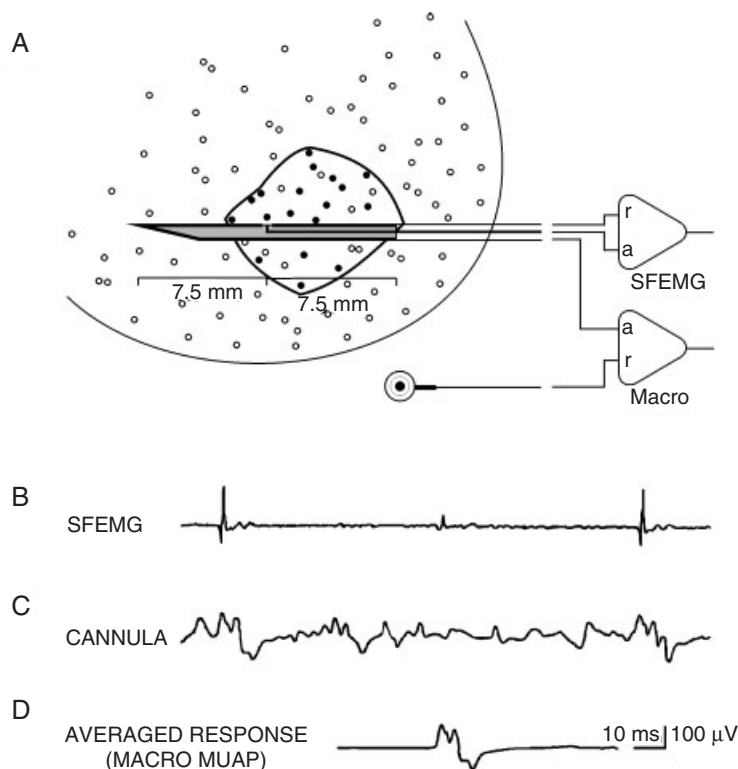 A
r
a
SFEMG
7.5 mm
7.5 mm
a
r
Macro
B
SFEMG
C
CANNULA
D
AVERAGED RESPONSE
(MACRO MUAP)
10 ms 100 μV